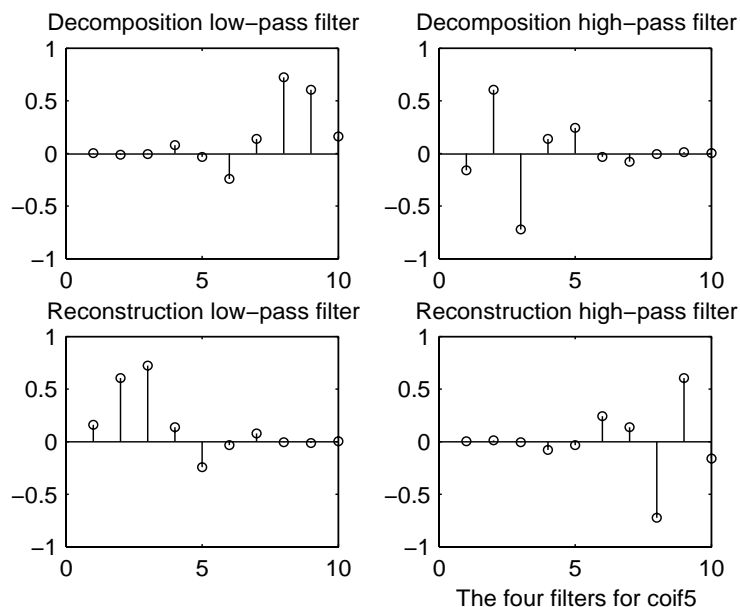 Decomposition low−pass filter
1
0.5
0
−0.5
−1
0 5 10
Decomposition high−pass filter
1
0.5
0
−0.5
−1
0 5 10
Reconstruction low−pass filter
1
0.5
0
−0.5
−1
0 5 10
Reconstruction high−pass filter
1
0.5
0
−0.5
−1
0 5 10
The four filters for coif5